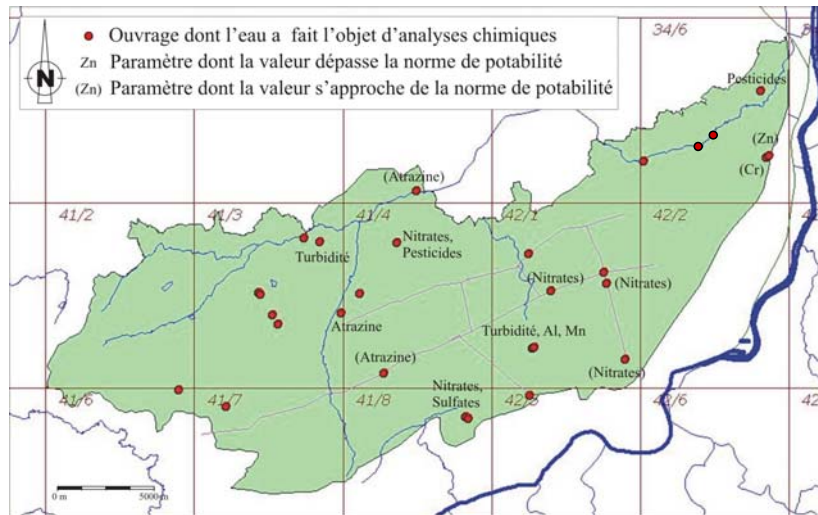 Ouvrage dont l'eau a fait l'objet d'analyses chimiques
Zn Paramètre dont la valeur dépasse la norme de potabilité
(Zn) Paramètre dont la valeur s'approche de la norme de potabilité
N
34/6
Pesticides
(Zn)
(Cr)
(Atrazine)
41/2
41/3
41/4
42/1
42/2
Turbidité
Nitrates,
Pesticides
(Nitrates)
(Nitrates)
Atrazine
Turbidité, Al, Mn
(Atrazine)
(Nitrates)
Nitrates,
Sulfates
41/6
41/7
41/8
42/6
0 m 5000 m